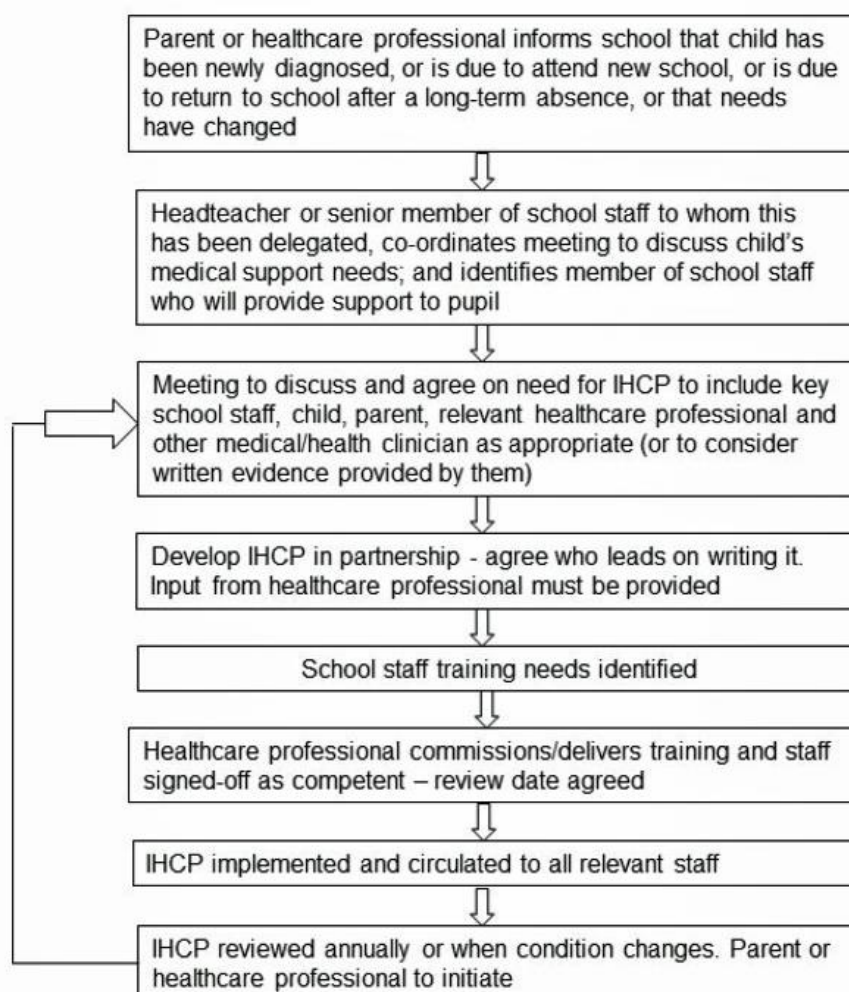 Parent or healthcare professional informs school that child has
been newly diagnosed, or is due to attend new school, or is due
to return to school after a long-term absence, or that needs
have changed
Headteacher or senior member of school staff to whom this
has been delegated, co-ordinates meeting to discuss child's
medical support needs; and identifies member of school staff
who will provide support to pupil
Meeting to discuss and agree on need for IHCP to include key
school staff, child, parent, relevant healthcare professional and
other medical/health clinician as appropriate (or to consider
written evidence provided by them)
Develop IHCP in partnership - agree who leads on writing it.
Input from healthcare professional must be provided
School staff training needs identified
Healthcare professional commissions/delivers training and staff
signed-off as competent – review date agreed
IHCP implemented and circulated to all relevant staff
IHCP reviewed annually or when condition changes. Parent or
healthcare professional to initiate